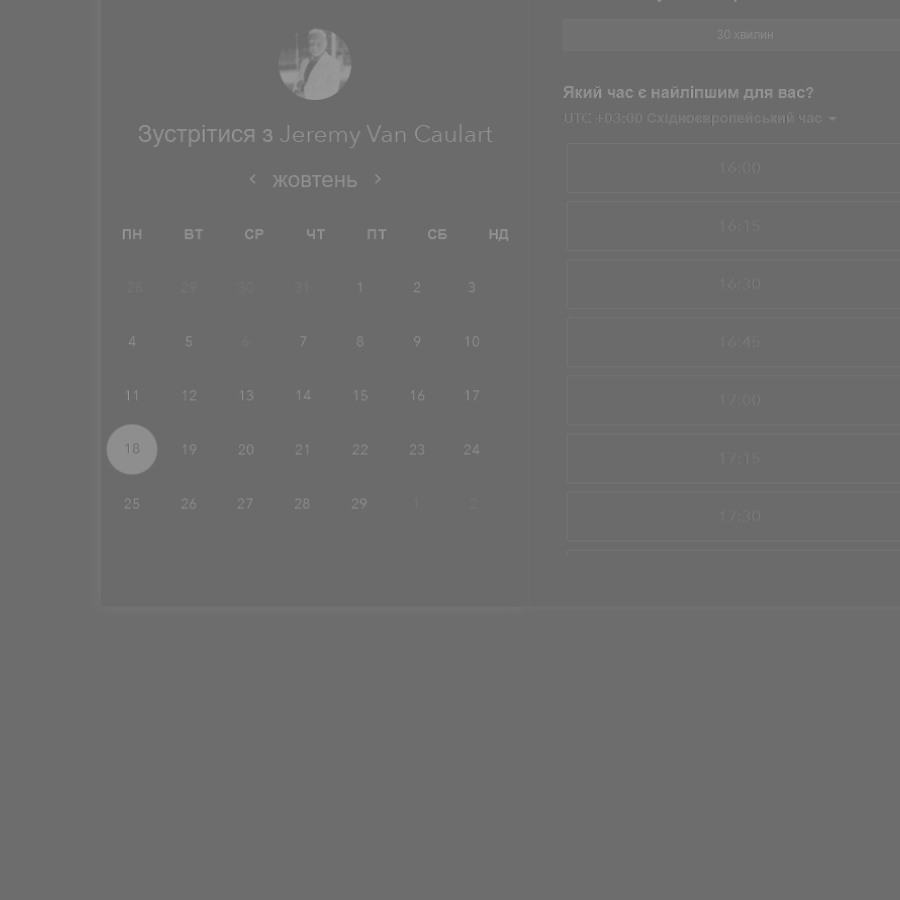 Зустрітися з Jeremy Van Caulart
жовтень
ПН ВТ СР ЧТ ПТ СБ НД
28 29 30 31 1 2 3
4 5 6 7 8 9 10
11 12 13 14 15 16 17
18 19 20 21 22 23 24
25 26 27 28 29 1 2
30 хвилин
Який час є найліпшим для вас?
UTC +03:00 Східноєвропейський час
16:00
16:15
16:30
16:45
17:00
17:15
17:30